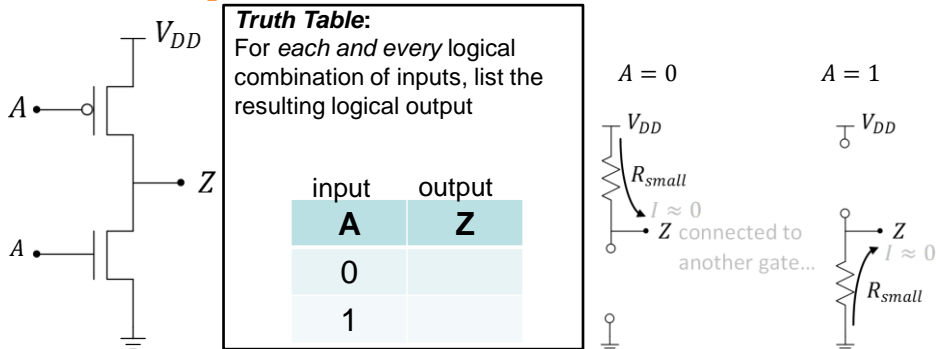 V_DD
A
Z
A
Truth Table:
For each and every logical
combination of inputs, list the
resulting logical output
input output
A Z
0
1
A = 0
V_DD
R_small
I ≈ 0
Z connected to
another gate...
A = 1
V_DD
Z
I ≈ 0
R_small